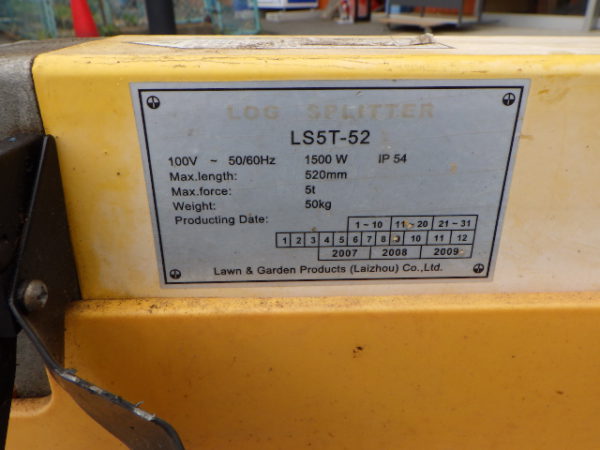 LOG SPLITTER
LS5T-52
100V ~ 50/60Hz 1500 W IP 54
Max.length: 520mm
Max.force: 5t
Weight: 50kg
Producting Date:
1~10 11~20 21~31
1 2 3 4 5 6 7 8 9 10 11 12
2007 2008 2009
Lawn & Garden Products (Laizhou) Co.,Ltd.